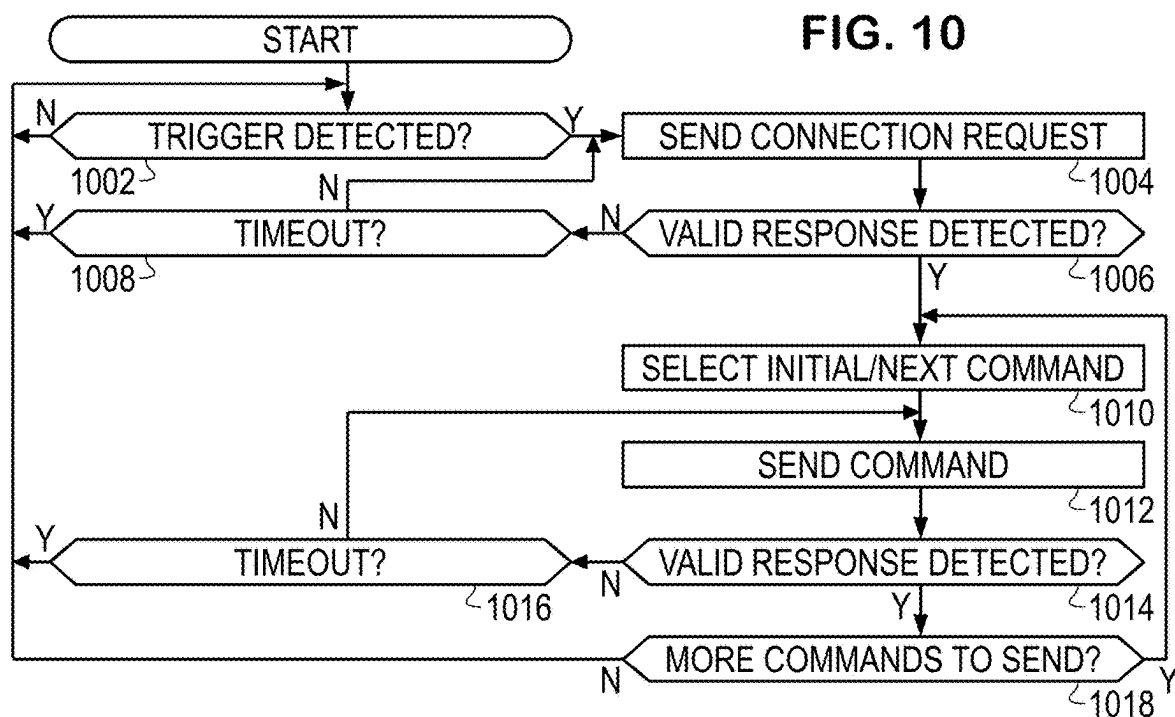 START
FIG. 10
N
TRIGGER DETECTED?
Y
SEND CONNECTION REQUEST
1002
N
1004
Y
TIMEOUT?
N
VALID RESPONSE DETECTED?
1008
Y
1006
SELECT INITIAL/NEXT COMMAND
1010
SEND COMMAND
N
1012
Y
TIMEOUT?
N
VALID RESPONSE DETECTED?
1016
Y
1014
N
MORE COMMANDS TO SEND?
Y
1018